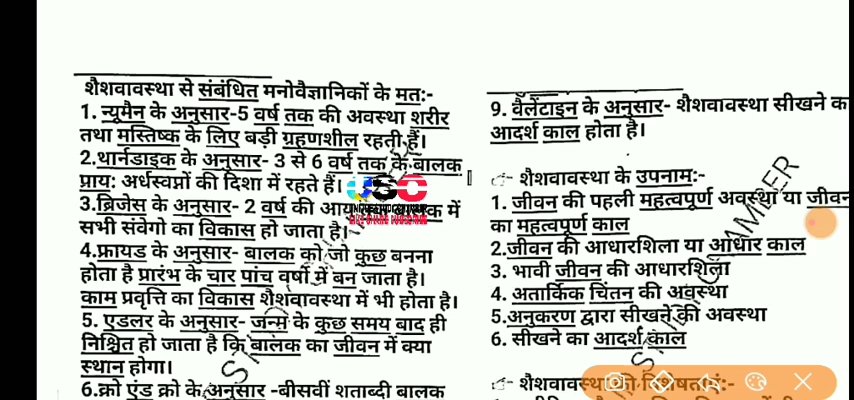 शैशवावस्था से संबंधित मनोवैज्ञानिकों के मत:-
1. न्यूमैन के अनुसार-5 वर्ष तक की अवस्था शरीर
तथा मस्तिष्क के लिए बड़ी ग्रहणशील रहती हैं।
2.थार्नडाइक के अनुसार- 3 से 6 वर्ष तक के बालक
प्राय: अर्धस्वप्नों की दिशा में रहते हैं।
3.ब्रिजेस के अनुसार- 2 वर्ष की आयु बालक में
सभी संवेगो का विकास हो जाता है।
4.फ्रायड के अनुसार- बालक को जो कुछ बनना
होता है प्रारंभ के चार पांच वर्षो में बन जाता है।
काम प्रवृत्ति का विकास शैशवावस्था में भी होता है।
5. एडलर के अनुसार- जन्म के कुछ समय बाद ही
निश्चित हो जाता है कि बालक का जीवन में क्या
स्थान होगा।
6.क्रो एंड क्रो के अनुसार -बीसवीं शताब्दी बालक
9. वैलेंटाइन के अनुसार- शैशवावस्था सीखने का
आदर्श काल होता है।
शैशवावस्था के उपनाम:-
1. जीवन की पहली महत्वपूर्ण अवस्था या जीवन
का महत्वपूर्ण काल
2.जीवन की आधारशिला या आधार काल
3. भावी जीवन की आधारशिला
4. अतार्किक चिंतन की अवस्था
5.अनुकरण द्वारा सीखने की अवस्था
6. सीखने का आदर्श काल
शैशवावस्था की विशेषताएं:-